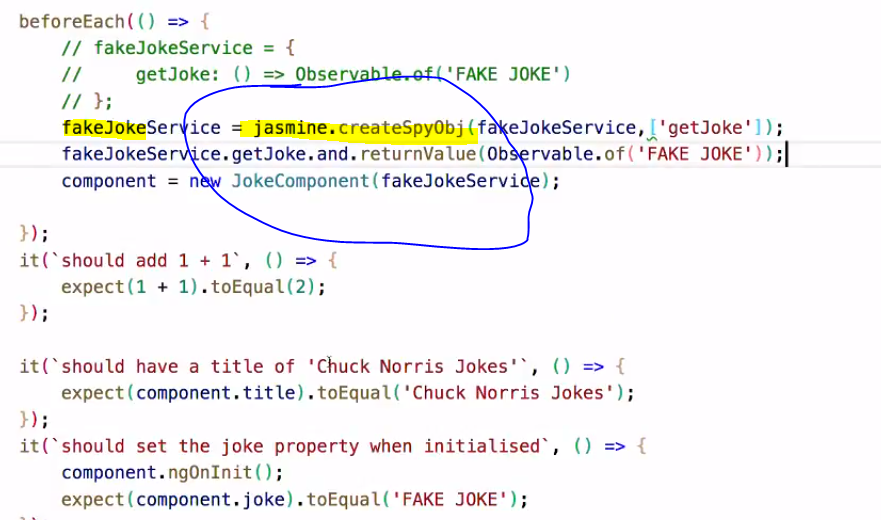 beforeEach(() => {
// fakeJokeService = {
// getJoke: () => Observable.of('FAKE JOKE')
// };
fakeJokeService = jasmine.createSpyObj(fakeJokeService,['getJoke']);
fakeJokeService.getJoke.and.returnValue(Observable.of('FAKE JOKE'));
component = new JokeComponent(fakeJokeService);
});
it(`should add 1 + 1`, () => {
expect(1 + 1).toEqual(2);
});
it(`should have a title of 'Chuck Norris Jokes'`, () => {
expect(component.title).toEqual('Chuck Norris Jokes');
});
it(`should set the joke property when initialised`, () => {
component.ngOnInit();
expect(component.joke).toEqual('FAKE JOKE');